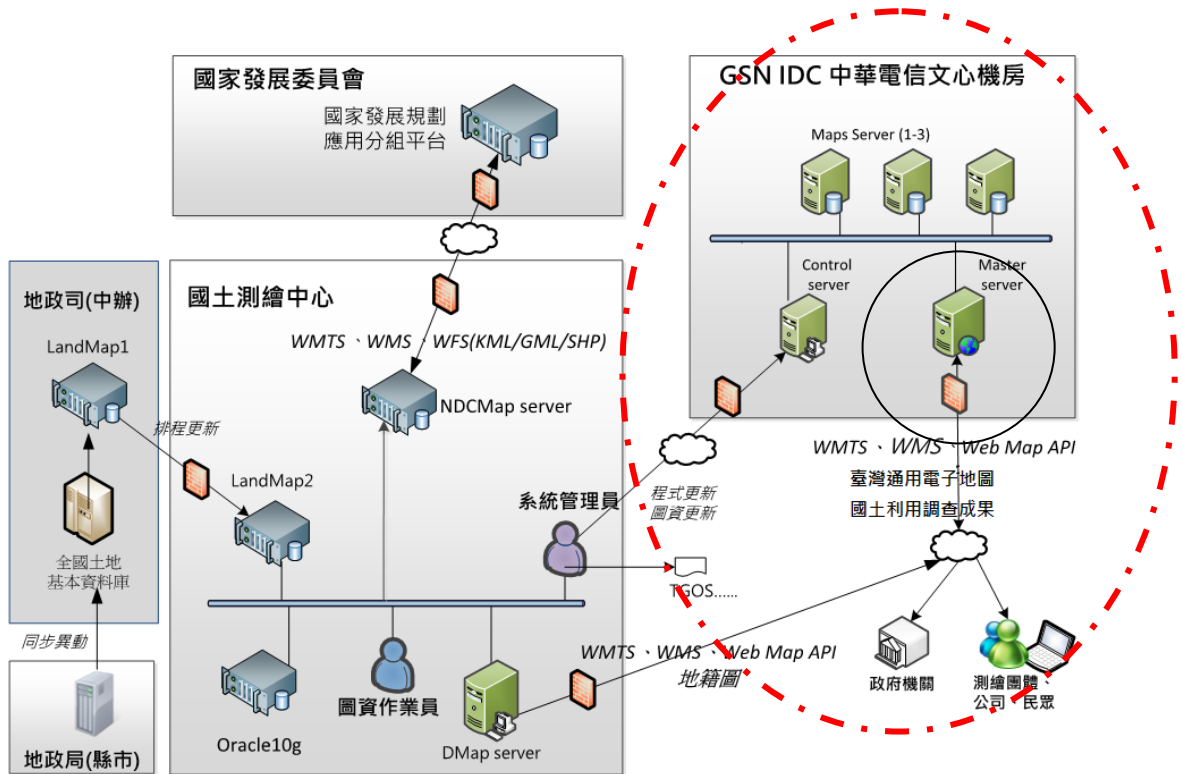 國家發展委員會
國家發展規劃
應用分組平台
GSN IDC 中華電信文心機房
Maps Server (1-3)
Control
server
Master
server
地政司(中辦)
LandMap1
排程更新
全國土地
基本資料庫
同步異動
地政局(縣市)
國土測繪中心
WMTS、WMS、WFS(KML/GML/SHP)
NDCMap server
LandMap2
系統管理員
程式更新
圖資更新
TGOS......
Oracle10g
圖資作業員
DMap server
WMTS、WMS、Web Map API
地籍圖
WMTS、WMS、Web Map API
臺灣通用電子地圖
國土利用調查成果
政府機關
測繪團體、
公司、民眾